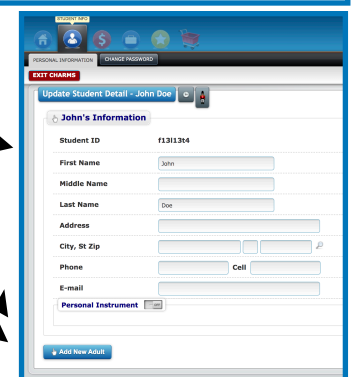 STUDENT INFO
PERSONAL INFORMATION CHANGE PASSWORD
EXIT CHARMS
Update Student Detail - John Doe
John's Information
Student ID f13l13t4
First Name John
Middle Name
Last Name Doe
Address
City, St Zip
Phone Cell
E-mail
Personal Instrument OFF
Add New Adult